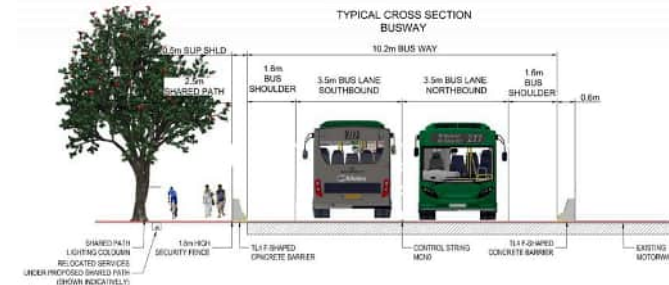 TYPICAL CROSS SECTION
BUSWAY
0.5m SUP SHLD
10.2m BUS WAY
2.5m
SHARED PATH
1.6m
BUS
SHOULDER
3.5m BUS LANE
SOUTHBOUND
3.5m BUS LANE
NORTHBOUND
1.6m
BUS
SHOULDER
0.6m
SHARED PATH
LIGHTING COLOUMN
RELOCATED SERVICES
UNDER PROPOSED SHARED PATH
(SHOWN INDICATIVELY)
1.8m HIGH
SECURITY FENCE
TL4 F-SHAPED
CONCRETE BARRIER
CONTROL STRING
MCN0
TL4 F-SHAPED
CONCRETE BARRIER
EXISTING
MOTORWA